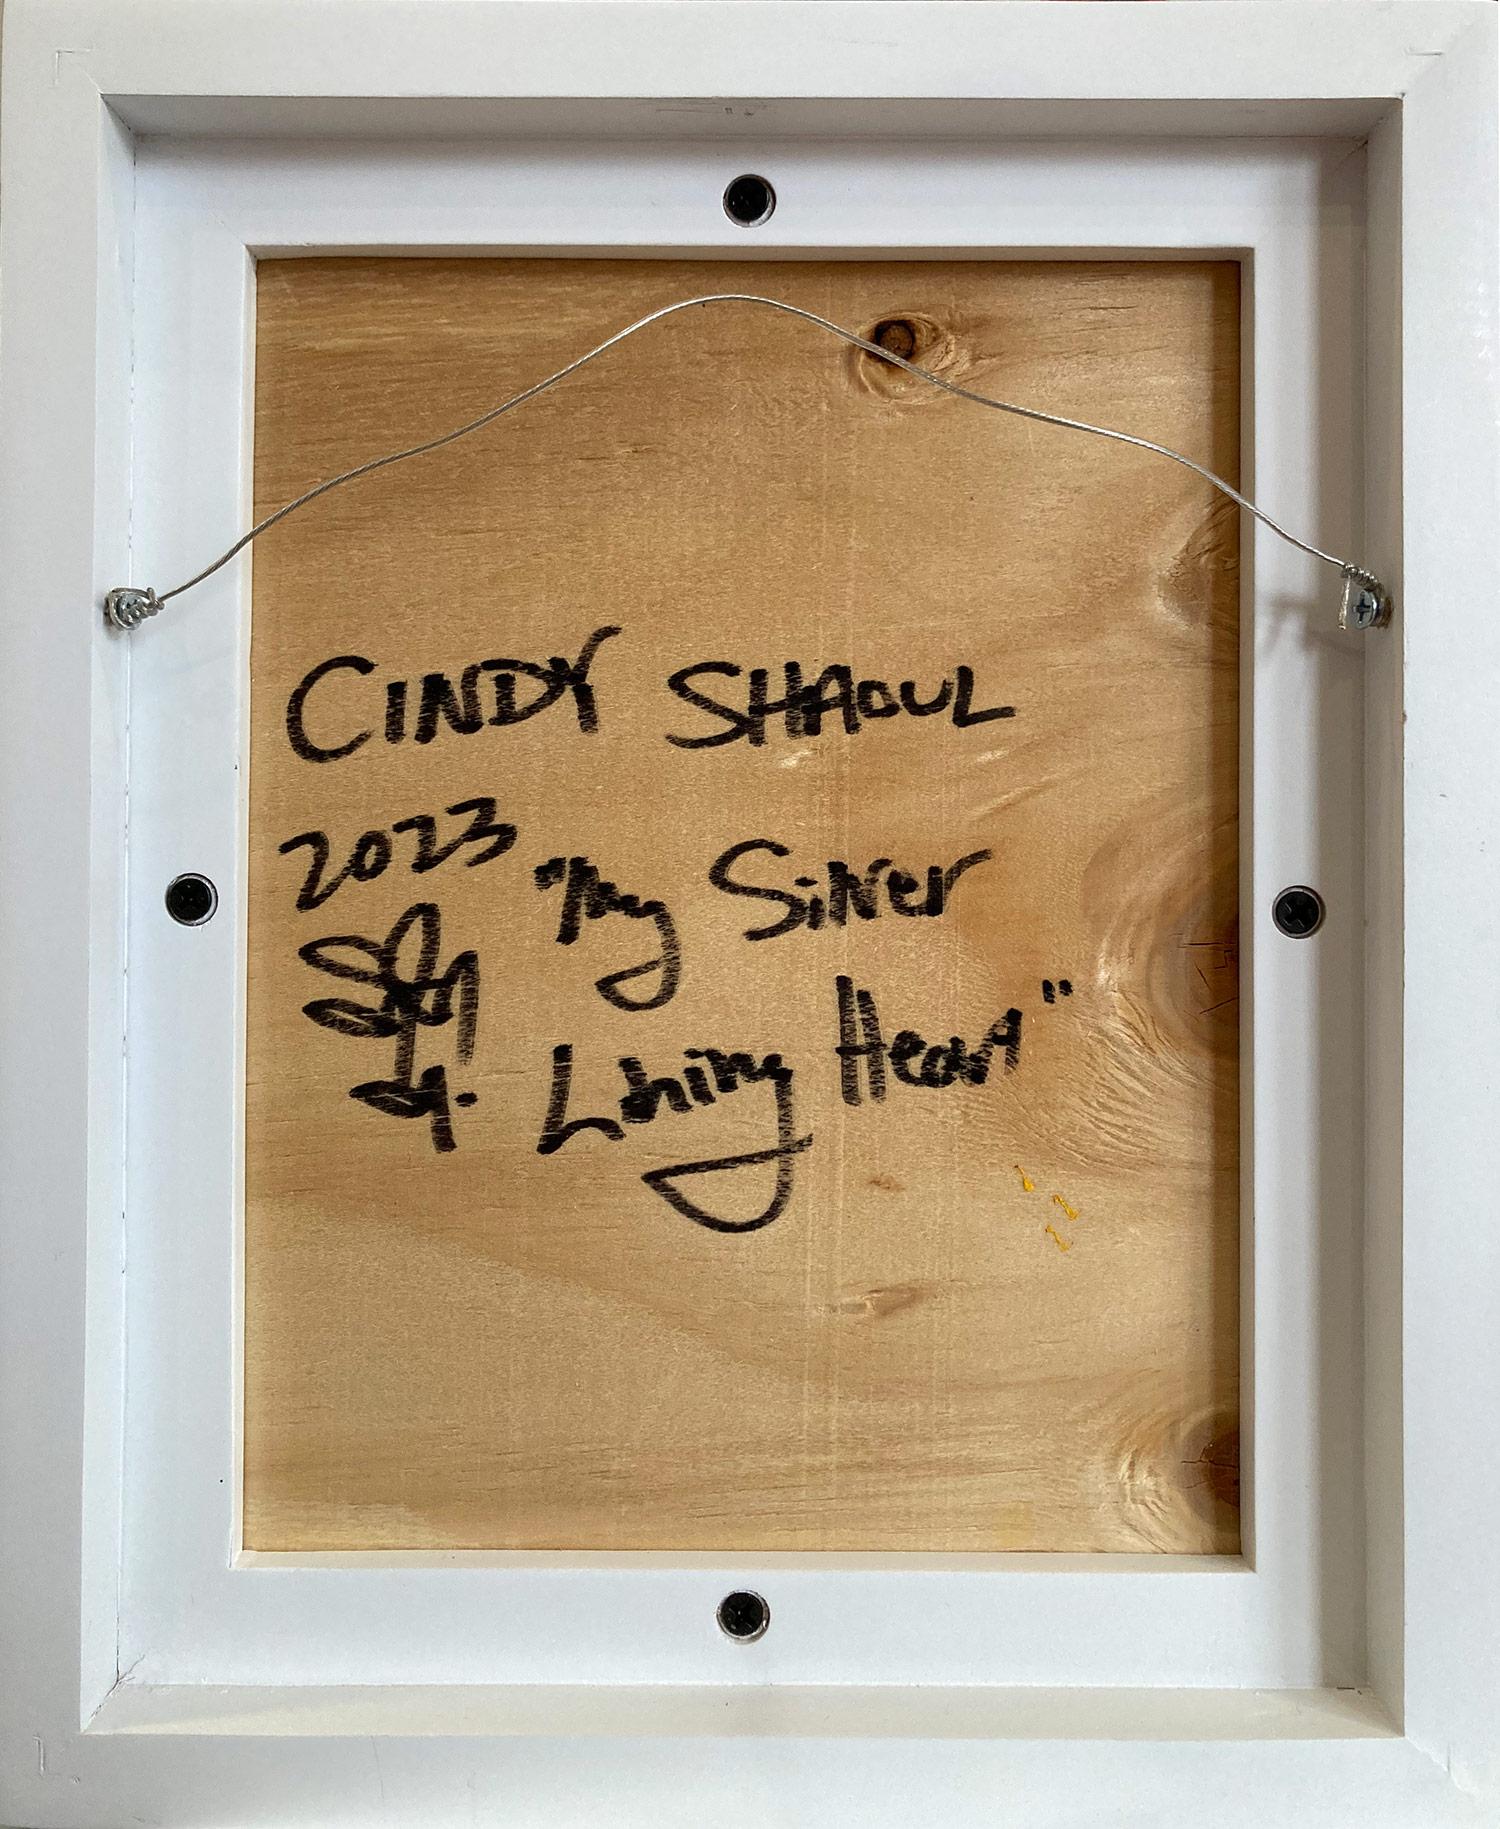 CINDY SHAOUL
2023
"My Silver
Lining Heart"